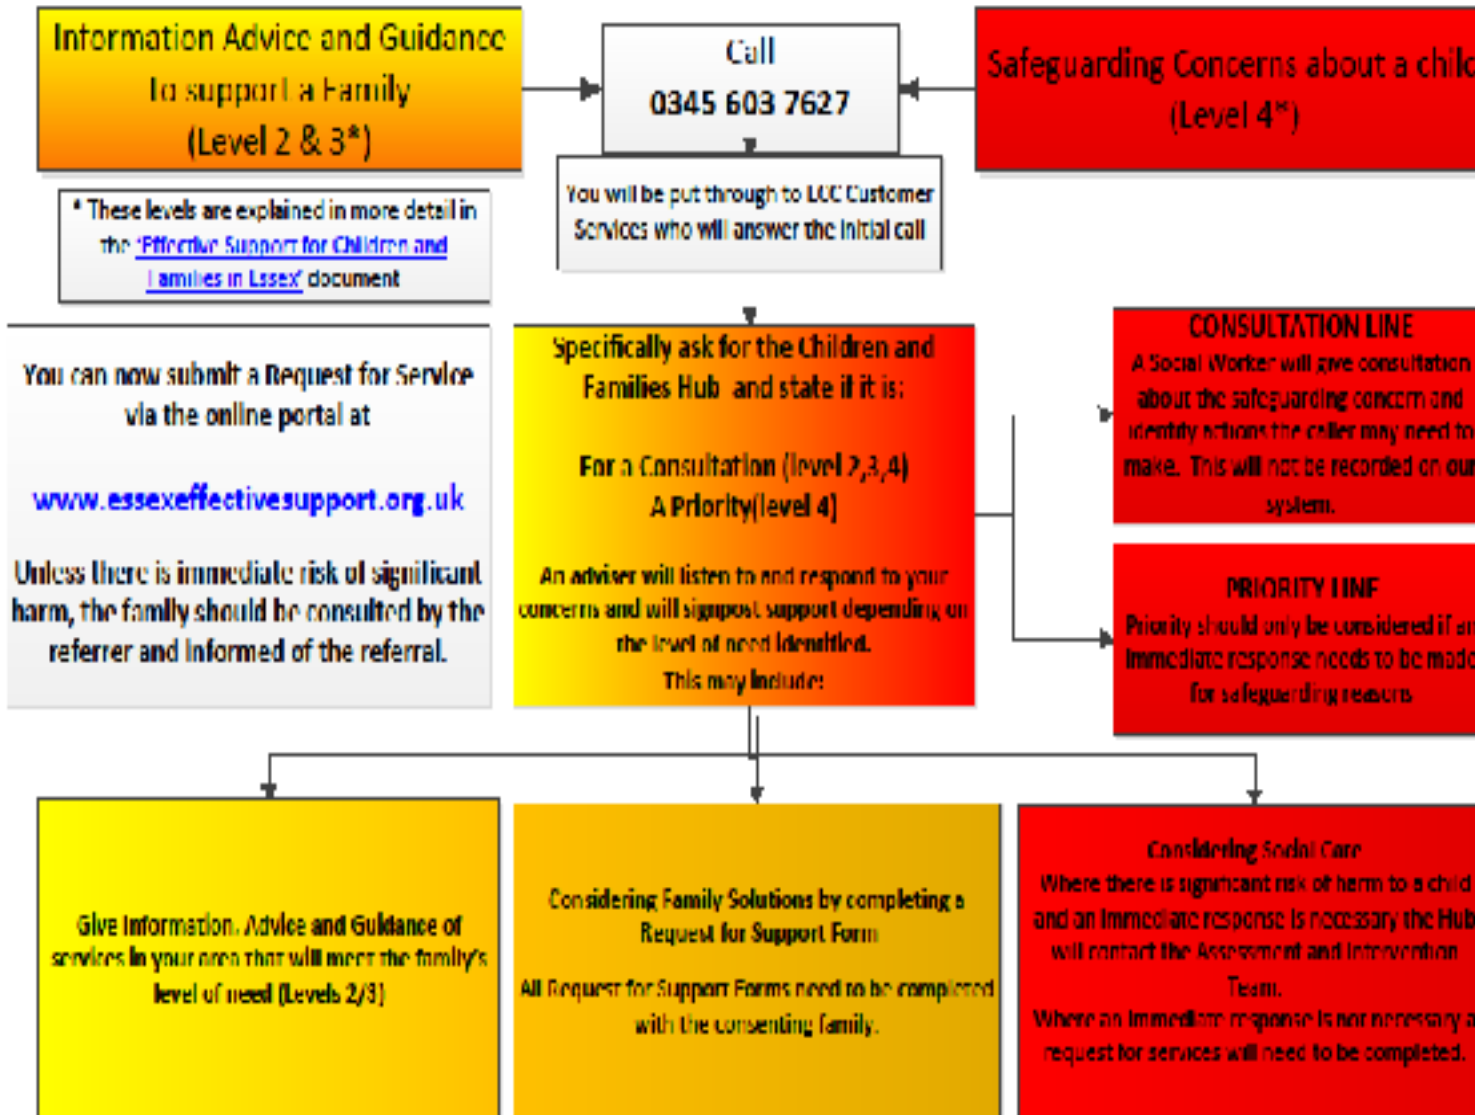 Information Advice and Guidance
to support a Family
(Level 2 & 3*)
Call
0345 603 7627
Safeguarding Concerns about a child
(Level 4*)
* These levels are explained in more detail in
the 'Effective Support for Children and
Families in Essex' document
You will be put through to ECC Customer
Services who will answer the initial call
You can now submit a Request for Service
via the online portal at
www.essexeffectivesupport.org.uk
Unless there is immediate risk of significant
harm, the family should be consulted by the
referrer and informed of the referral.
Specifically ask for the Children and
Families Hub and state if it is:
For a Consultation (level 2,3,4)
A Priority(level 4)
An adviser will listen to and respond to your
concerns and will signpost support depending on
the level of need identified.
This may include:
CONSULTATION LINE
A Social Worker will give consultation
about the safeguarding concern and
identify actions the caller may need to
make. This will not be recorded on our
system.
PRIORITY LINE
Priority should only be considered if an
immediate response needs to be made
for safeguarding reasons
Give Information, Advice and Guidance of
services in your area that will meet the family's
level of need (Levels 2/3)
Considering Family Solutions by completing a
Request for Support Form
All Request for Support Forms need to be completed
with the consenting family.
Considering Social Care
Where there is significant risk of harm to a child
and an immediate response is necessary the Hub
will contact the Assessment and Intervention
Team.
Where an immediate response is not necessary a
request for services will need to be completed.